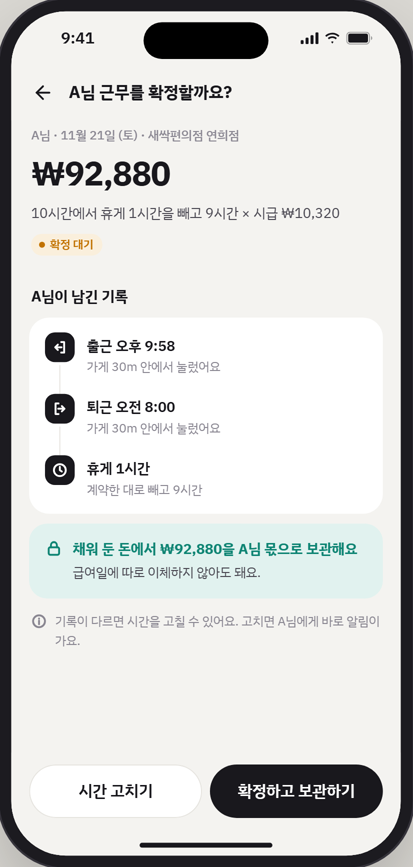 9:41
A님 근무를 확정할까요?
A님 · 11월 21일 (토) · 새싹편의점 연희점
₩92,880
10시간에서 휴게 1시간을 빼고 9시간 × 시급 ₩10,320
확정 대기
A님이 남긴 기록
출근 오후 9:58
가게 30m 안에서 눌렀어요
퇴근 오전 8:00
가게 30m 안에서 눌렀어요
휴게 1시간
계약한 대로 빼고 9시간
채워 둔 돈에서 ₩92,880을 A님 몫으로 보관해요
급여일에 따로 이체하지 않아도 돼요.
기록이 다르면 시간을 고칠 수 있어요. 고치면 A님에게 바로 알림이
가요.
시간 고치기
확정하고 보관하기